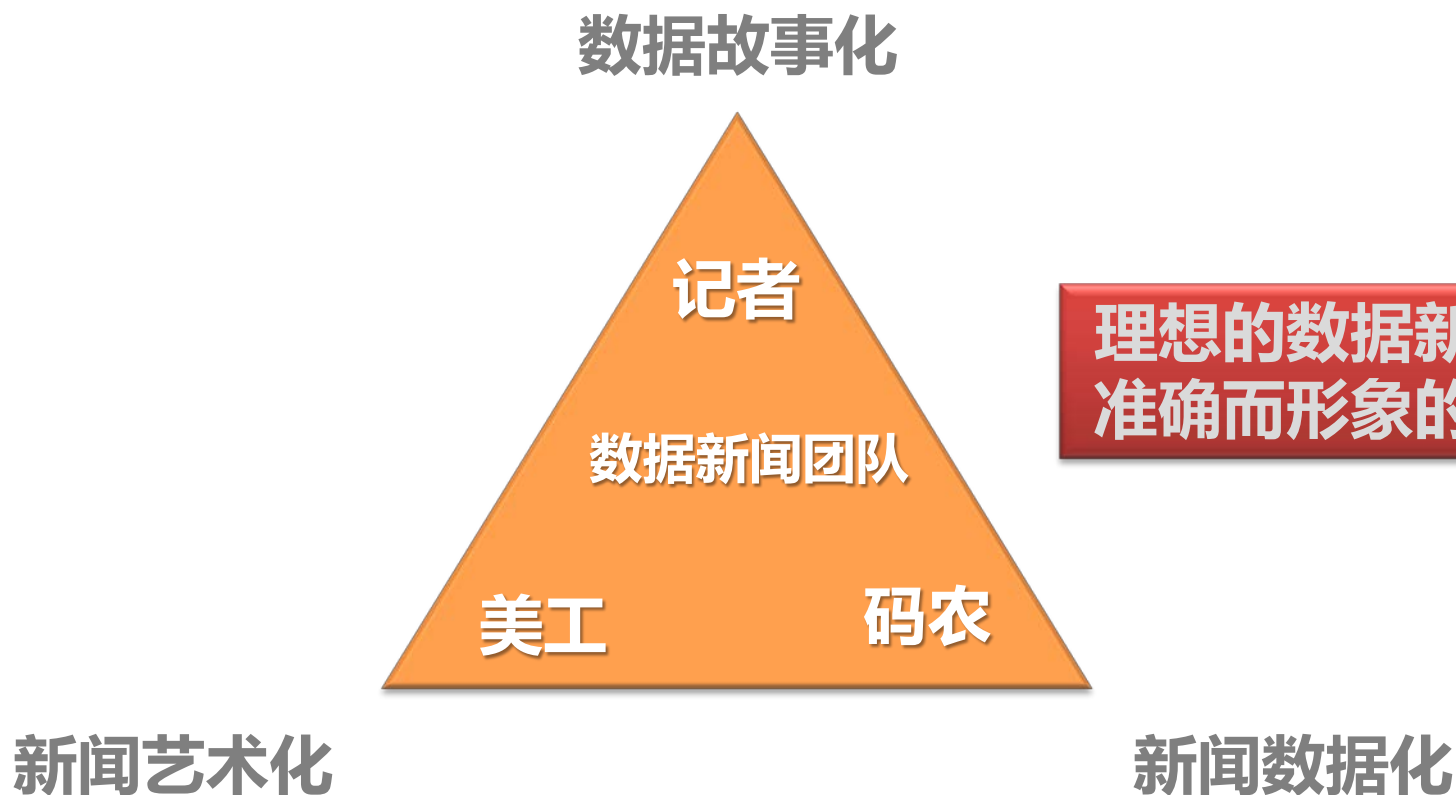 数据故事化
记者
理想的数据新
准确而形象的
数据新闻团队
美工
码农
新闻艺术化
新闻数据化